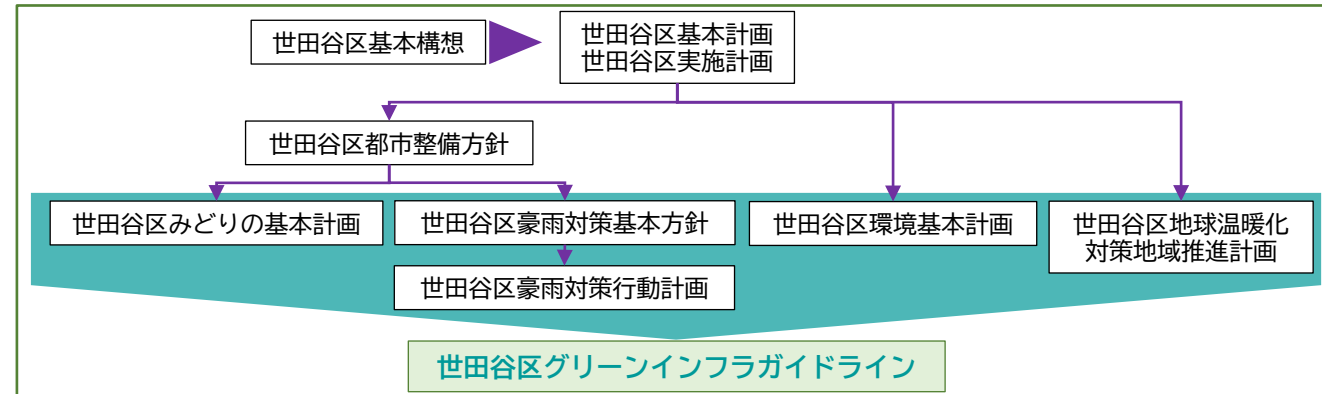 世田谷区基本構想
世田谷区基本計画
世田谷区実施計画
世田谷区都市整備方針
世田谷区みどりの基本計画
世田谷区豪雨対策基本方針
世田谷区環境基本計画
世田谷区地球温暖化
対策地域推進計画
世田谷区豪雨対策行動計画
世田谷区グリーンインフラガイドライン